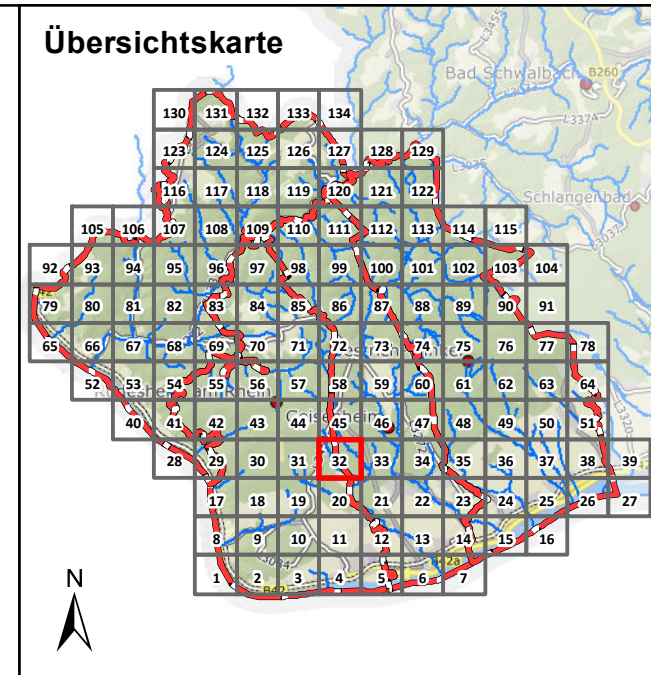 Übersichtskarte
L3455
Bad Schwalbach
B260
130 131 132 133 134
L3374
123 124 125 126 127 128 129
L3035
116 117 118 119 120 121 122
Schlangenbad
105 106 107 108 109 110 111 112 113 114 115
L3037
92 93 94 95 96 97 98 99 100 101 102 103 104
79 80 81 82 83 84 85 86 87 88 89 90 91
65 66 67 68 69 70 71 72 73 74 75 76 77 78
52 53 54 55 56 57 58 59 60 61 62 63 64
40 41 42 43 44 45 46 47 48 49 50 51
Geisenheim
28 29 30 31 32 33 34 35 36 37 38 39
17 18 19 20 21 22 23 24 25 26 27
8 9 10 11 12 13 14 15 16
L3034
B42a
N
1 2 3 4 5 6 7
B42